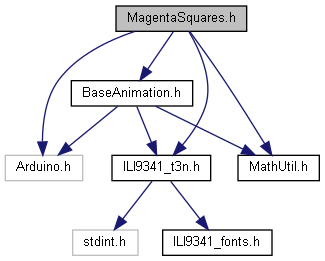 MagentaSquares.h
BaseAnimation.h
Arduino.h
ILI9341_t3n.h
MathUtil.h
stdint.h
ILI9341_fonts.h